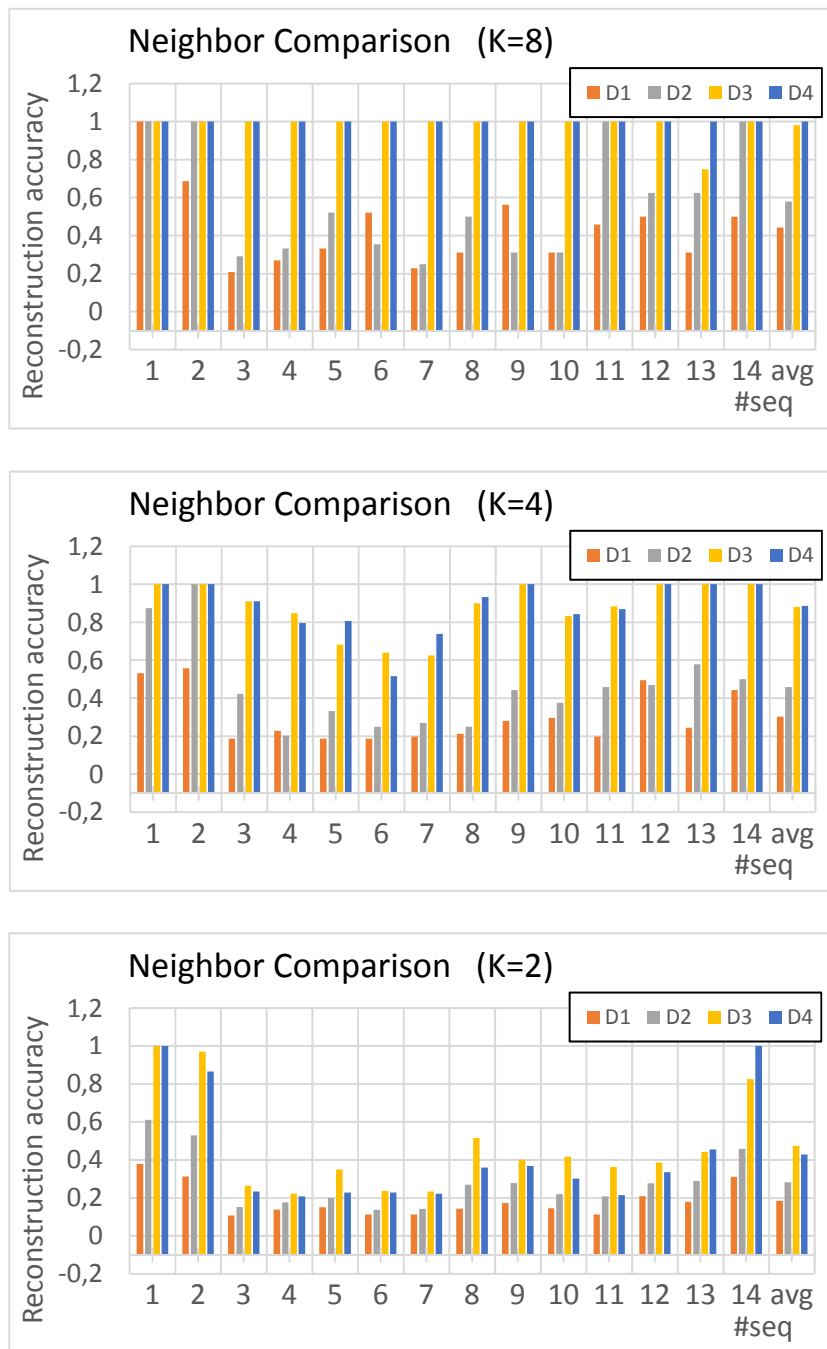 Neighbor Comparison (K=8)
Reconstruction accuracy
1,2
1
0,8
0,6
0,4
0,2
0
-0,2
D1 D2 D3 D4
1 2 3 4 5 6 7 8 9 10 11 12 13 14 avg
#seq
Neighbor Comparison (K=4)
Reconstruction accuracy
1,2
1
0,8
0,6
0,4
0,2
0
-0,2
D1 D2 D3 D4
1 2 3 4 5 6 7 8 9 10 11 12 13 14 avg
#seq
Neighbor Comparison (K=2)
Reconstruction accuracy
1,2
1
0,8
0,6
0,4
0,2
0
-0,2
D1 D2 D3 D4
1 2 3 4 5 6 7 8 9 10 11 12 13 14 avg
#seq